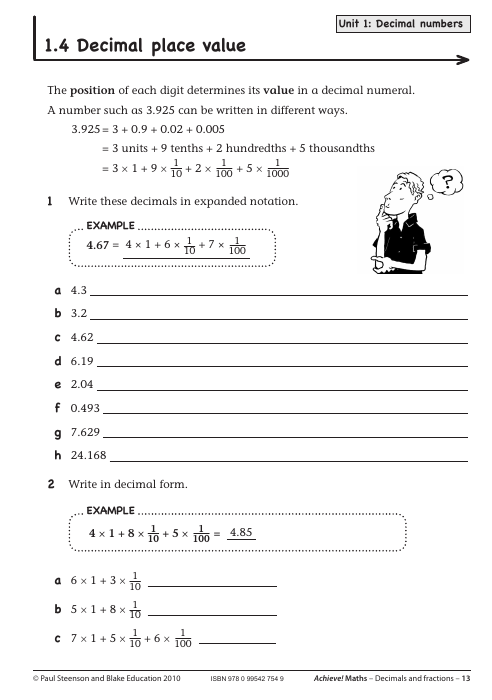 Unit 1: Decimal numbers
1.4 Decimal place value
The position of each digit determines its value in a decimal numeral.
A number such as 3.925 can be written in different ways.
3.925 = 3 + 0.9 + 0.02 + 0.005
= 3 units + 9 tenths + 2 hundredths + 5 thousandths
= 3 × 1 + 9 × 1/10 + 2 × 1/100 + 5 × 1/1000
?
1 Write these decimals in expanded notation.
EXAMPLE
4.67 = 4 × 1 + 6 × 1/10 + 7 × 1/100
a 4.3
b 3.2
c 4.62
d 6.19
e 2.04
f 0.493
g 7.629
h 24.168
2 Write in decimal form.
EXAMPLE
4 × 1 + 8 × 1/10 + 5 × 1/100 = 4.85
a 6 × 1 + 3 × 1/10
b 5 × 1 + 8 × 1/10
c 7 × 1 + 5 × 1/10 + 6 × 1/100
© Paul Steenson and Blake Education 2010 ISBN 978 0 99542 754 9 Achieve! Maths – Decimals and fractions – 13